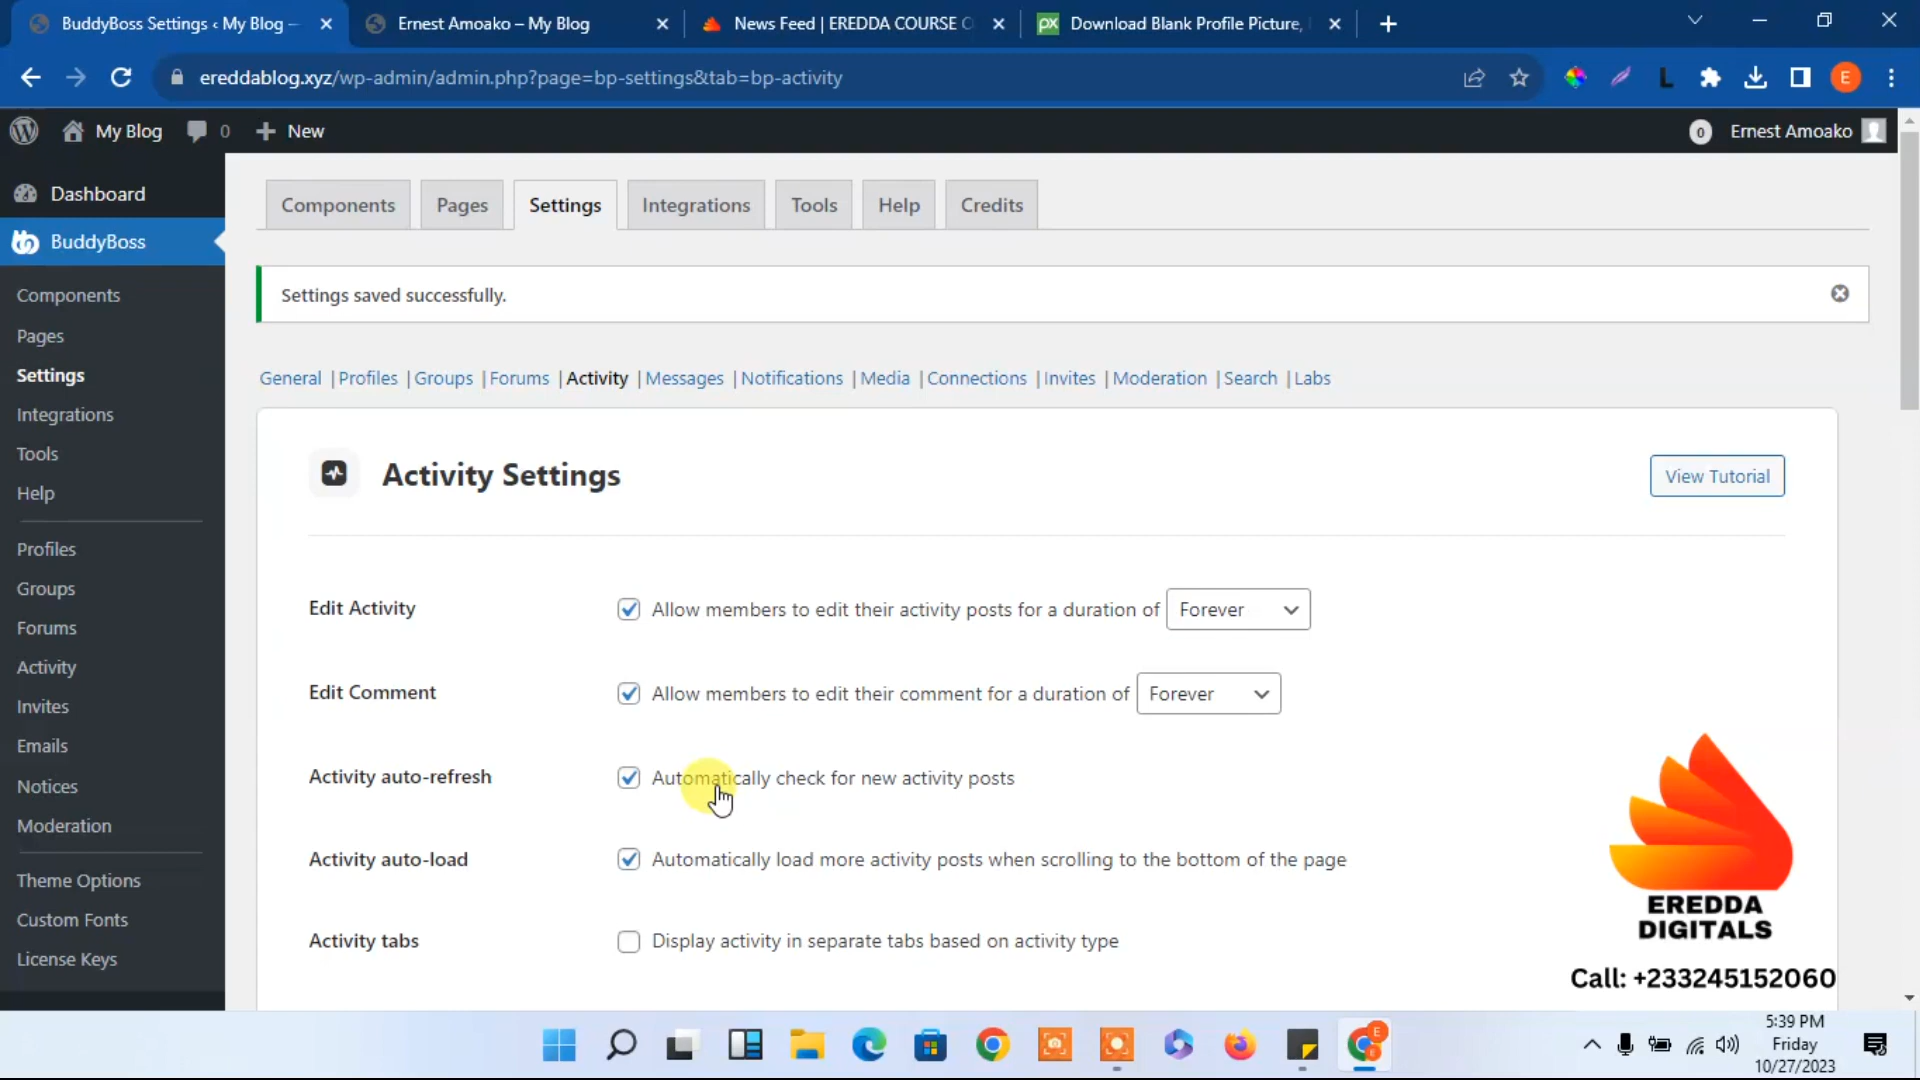 BuddyBoss Settings ‹ My Blog –
Ernest Amoako – My Blog
News Feed | EREDDA COURSE C
Download Blank Profile Picture,
ereddablog.xyz/wp-admin/admin.php?page=bp-settings&tab=bp-activity
E
My Blog
0
New
0
Ernest Amoako
Dashboard
BuddyBoss
Components
Pages
Settings
Integrations
Tools
Help
Profiles
Groups
Forums
Activity
Invites
Emails
Notices
Moderation
Theme Options
Custom Fonts
License Keys
Components
Pages
Settings
Integrations
Tools
Help
Credits
Settings saved successfully.
General | Profiles | Groups | Forums | Activity | Messages | Notifications | Media | Connections | Invites | Moderation | Search | Labs
Activity Settings
View Tutorial
Edit Activity
Allow members to edit their activity posts for a duration of Forever
Edit Comment
Allow members to edit their comment for a duration of Forever
Activity auto-refresh
Automatically check for new activity posts
Activity auto-load
Automatically load more activity posts when scrolling to the bottom of the page
Activity tabs
Display activity in separate tabs based on activity type
EREDDA
DIGITALS
Call: +233245152060
5:39 PM
Friday
10/27/2023